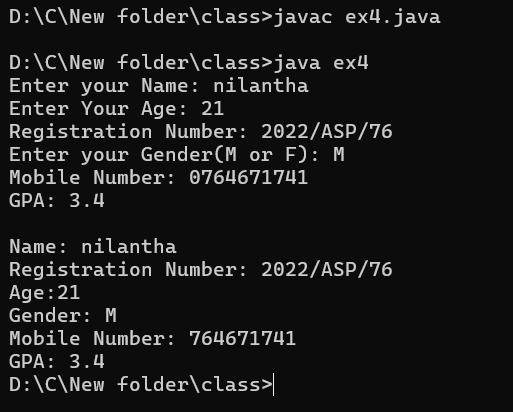 D:\C\New folder\class>javac ex4.java
D:\C\New folder\class>java ex4
Enter your Name: nilantha
Enter Your Age: 21
Registration Number: 2022/ASP/76
Enter your Gender(M or F): M
Mobile Number: 0764671741
GPA: 3.4
Name: nilantha
Registration Number: 2022/ASP/76
Age:21
Gender: M
Mobile Number: 764671741
GPA: 3.4
D:\C\New folder\class>